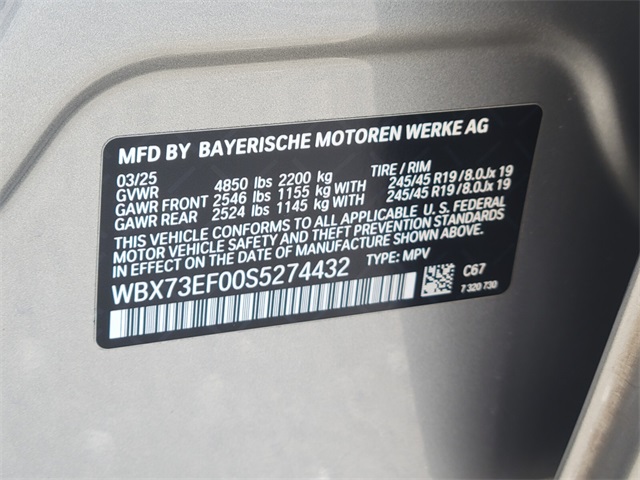 MFD BY BAYERISCHE MOTOREN WERKE AG
03/25 TIRE / RIM
GVWR 4850 lbs 2200 kg
GAWR FRONT 2546 lbs 1155 kg WITH 245/45 R19 / 8.0Jx 19
GAWR REAR 2524 lbs 1145 kg WITH 245/45 R19 / 8.0Jx 19
THIS VEHICLE CONFORMS TO ALL APPLICABLE U. S. FEDERAL
MOTOR VEHICLE SAFETY AND THEFT PREVENTION STANDARDS
IN EFFECT ON THE DATE OF MANUFACTURE SHOWN ABOVE.
WBX73EF00S5274432 TYPE: MPV
C67
7 320 730